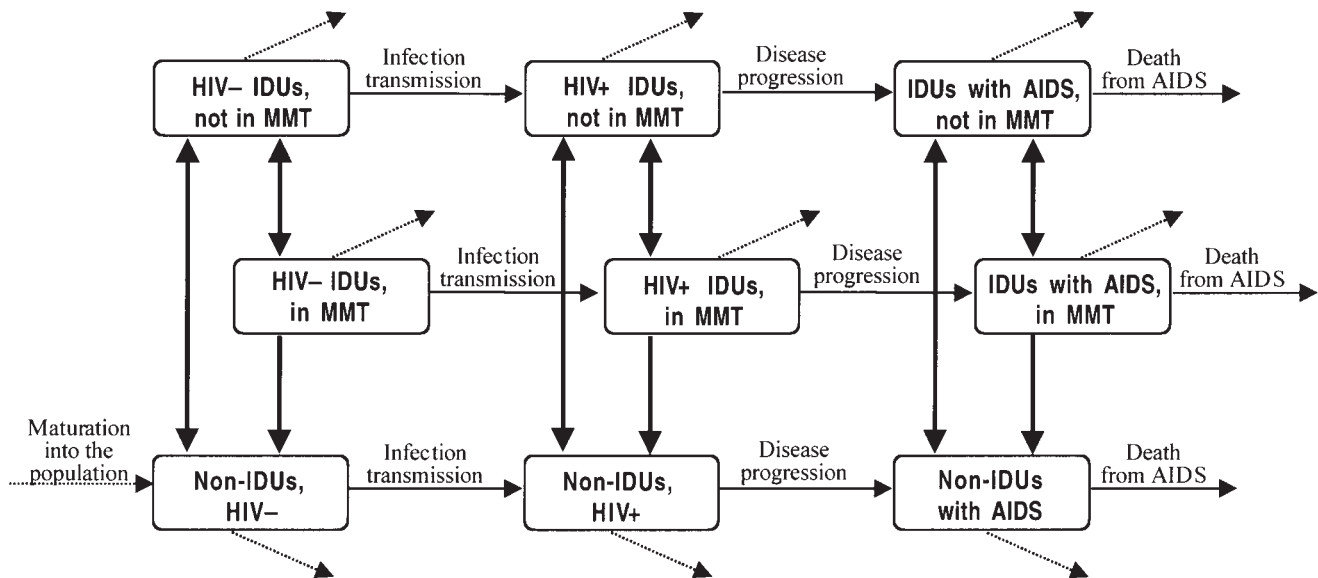 HIV– IDUs,
not in MMT
Infection
transmission
HIV+ IDUs,
not in MMT
Disease
progression
IDUs with AIDS,
not in MMT
Death
from AIDS
HIV– IDUs,
in MMT
Infection
transmission
HIV+ IDUs,
in MMT
Disease
progression
IDUs with AIDS,
in MMT
Death
from AIDS
Maturation
into the
population
Non-IDUs,
HIV–
Infection
transmission
Non-IDUs,
HIV+
Disease
progression
Non-IDUs
with AIDS
Death
from AIDS